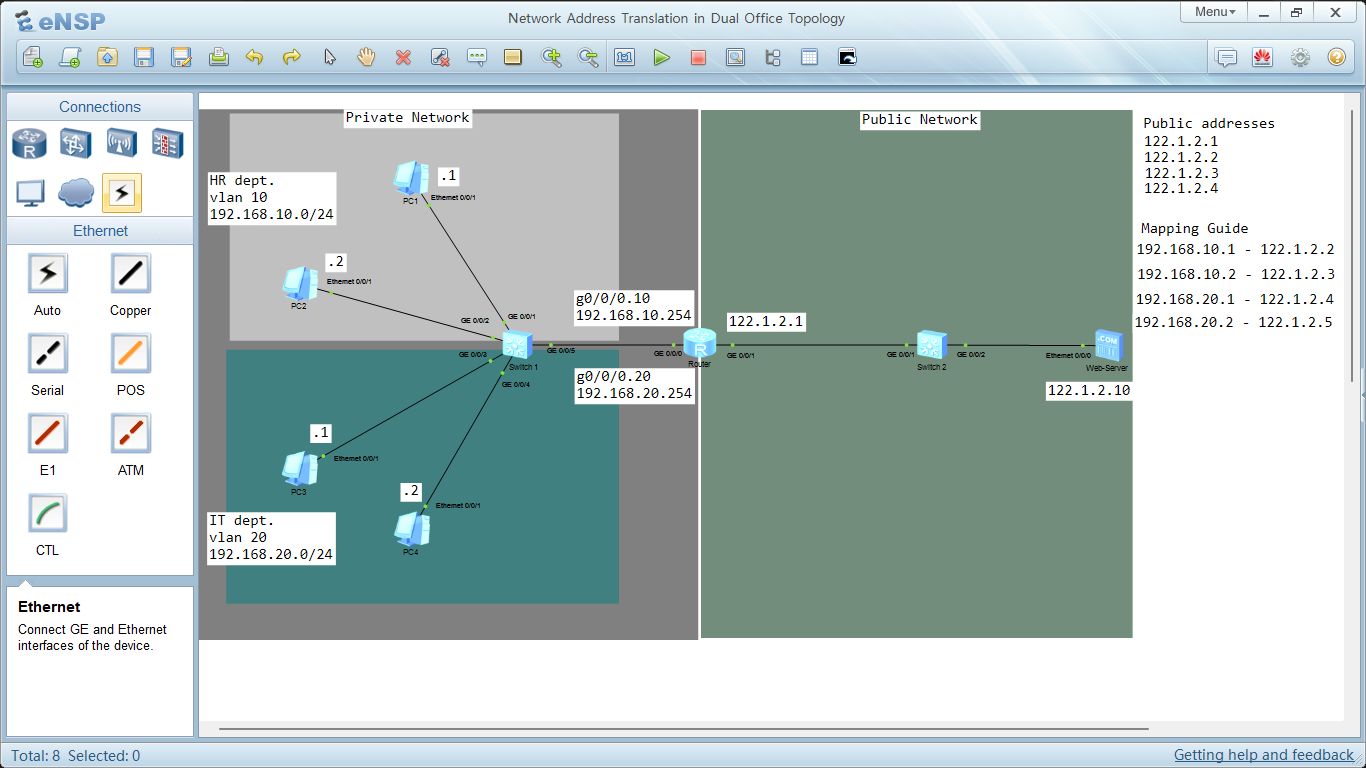 eNSP
Network Address Translation in Dual Office Topology
Menu
Connections
R
Ethernet
Auto
Copper
Serial
POS
E1
ATM
CTL
Ethernet
Connect GE and Ethernet
interfaces of the device.
Private Network
HR dept.
vlan 10
192.168.10.0/24
.1
Ethernet 0/0/1
PC1
.2
Ethernet 0/0/1
PC2
GE 0/0/1
GE 0/0/2
GE 0/0/3
GE 0/0/4
GE 0/0/5
Switch 1
g0/0/0.10
192.168.10.254
g0/0/0.20
192.168.20.254
GE 0/0/0
R
Router
.1
Ethernet 0/0/1
PC3
.2
Ethernet 0/0/1
PC4
IT dept.
vlan 20
192.168.20.0/24
Public Network
122.1.2.1
GE 0/0/1
GE 0/0/1
GE 0/0/2
Switch 2
Ethernet 0/0/0
.COM
Web-Server
122.1.2.10
Public addresses
122.1.2.1
122.1.2.2
122.1.2.3
122.1.2.4
Mapping Guide
192.168.10.1 - 122.1.2.2
192.168.10.2 - 122.1.2.3
192.168.20.1 - 122.1.2.4
192.168.20.2 - 122.1.2.5
Total: 8 Selected: 0
Getting help and feedback